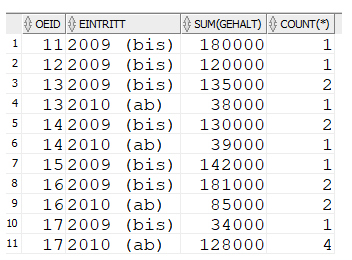 OEID EINTRITT SUM(GEHALT) COUNT(*)
1 11 2009 (bis) 180000 1
2 12 2009 (bis) 120000 1
3 13 2009 (bis) 135000 2
4 13 2010 (ab) 38000 1
5 14 2009 (bis) 130000 2
6 14 2010 (ab) 39000 1
7 15 2009 (bis) 142000 1
8 16 2009 (bis) 181000 2
9 16 2010 (ab) 85000 2
10 17 2009 (bis) 34000 1
11 17 2010 (ab) 128000 4